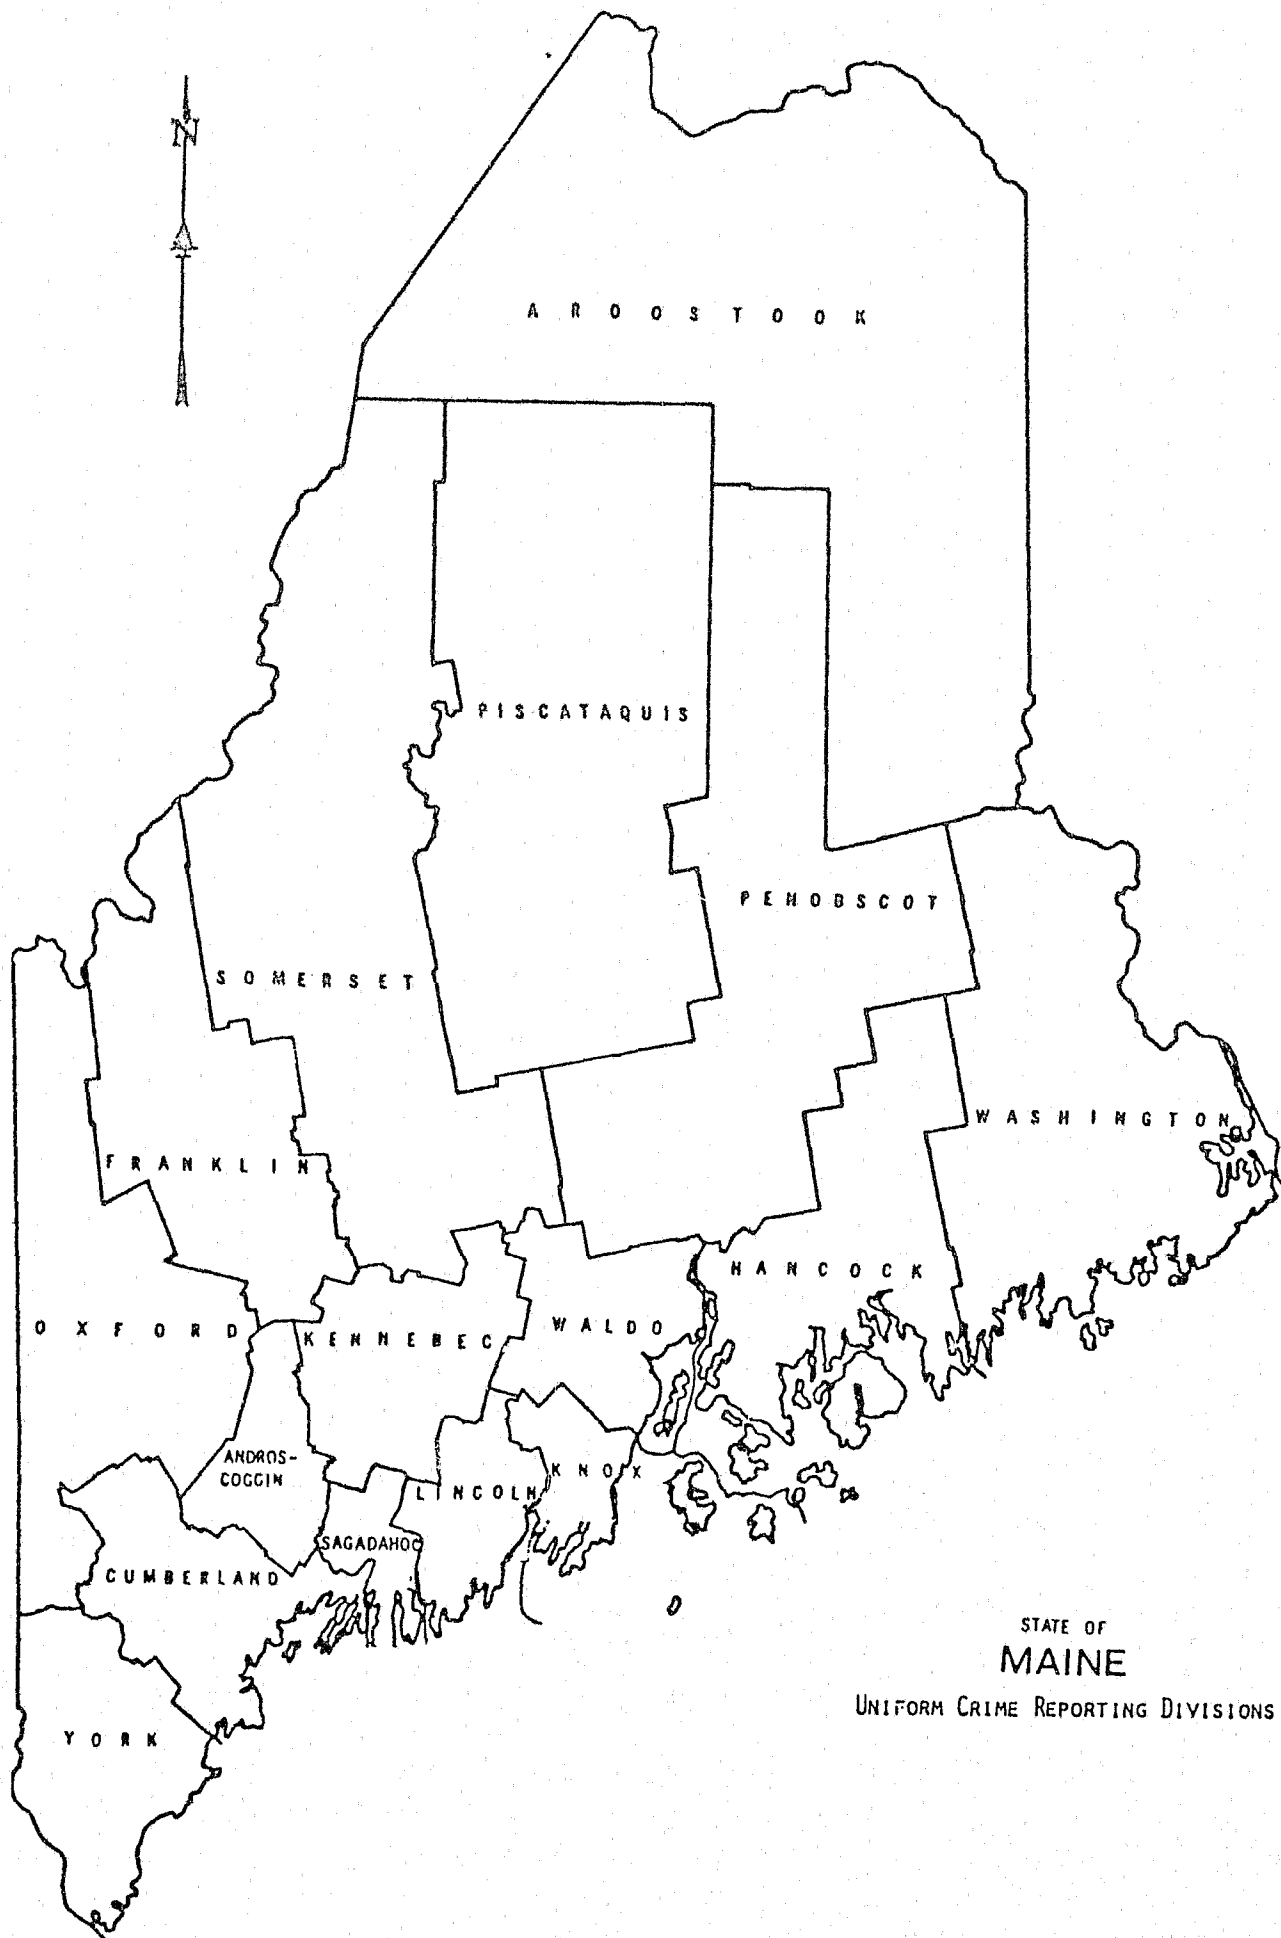 N
AROOSTOOK
PISCATAQUIS
PENOBSCOT
SOMERSET
WASHINGTON
FRANKLIN
HANCOCK
OXFORD
KENNEBEC
WALDO
ANDROS-
COGGIN
KNOX
LINCOLN
SAGADAHOC
CUMBERLAND
STATE OF
MAINE
UNIFORM CRIME REPORTING DIVISIONS
YORK